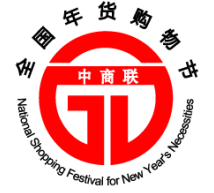 全国年货购物节
中商联
National Shopping Festival for New Year's Necessities